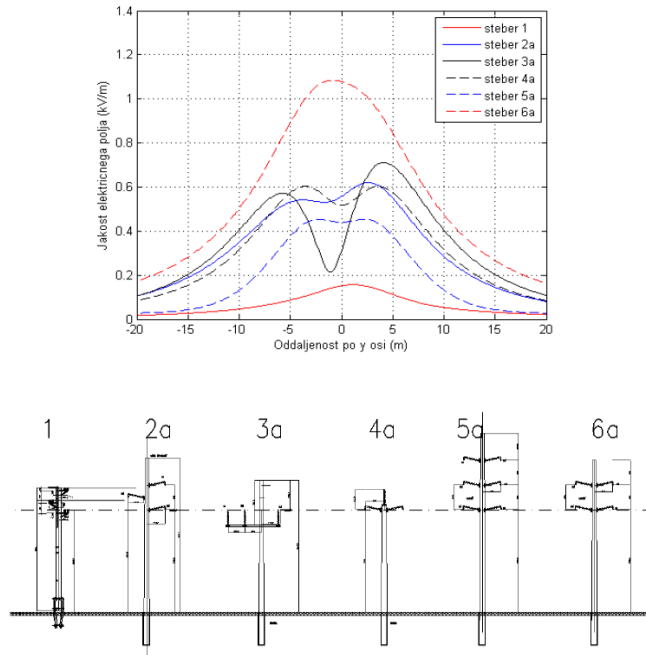 1.4
1.2
1
0.8
0.6
0.4
0.2
0
Jakost elektricnega polja (kV/m)
steber 1
steber 2a
steber 3a
steber 4a
steber 5a
steber 6a
-20 -15 -10 -5 0 5 10 15 20
Oddaljenost po y osi (m)
1 2a 3a 4a 5a 6a